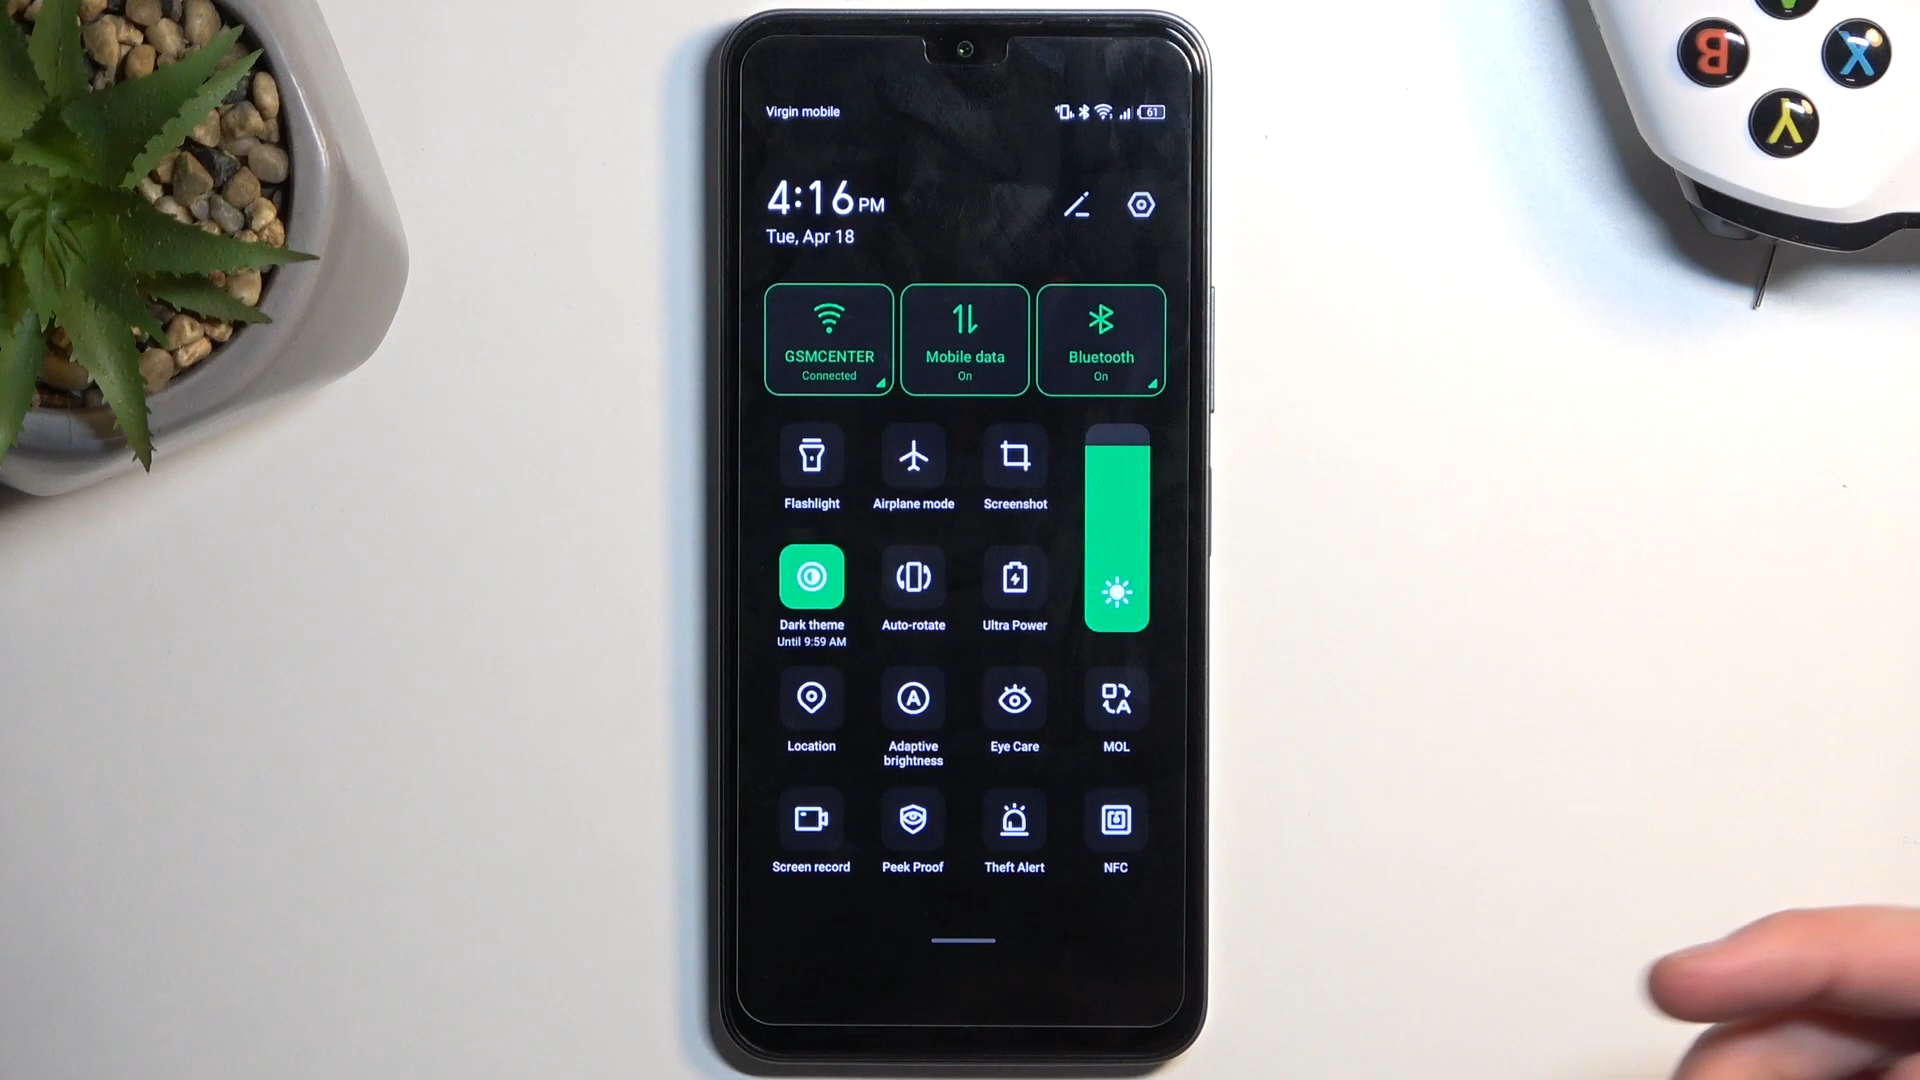 Virgin mobile
61
4:16 PM
Tue, Apr 18
GSMCENTER
Connected
Mobile data
On
Bluetooth
On
Flashlight
Airplane mode
Screenshot
Dark theme
Until 9:59 AM
Auto-rotate
Ultra Power
Location
Adaptive
brightness
Eye Care
MOL
Screen record
Peek Proof
Theft Alert
NFC
B
X
Y